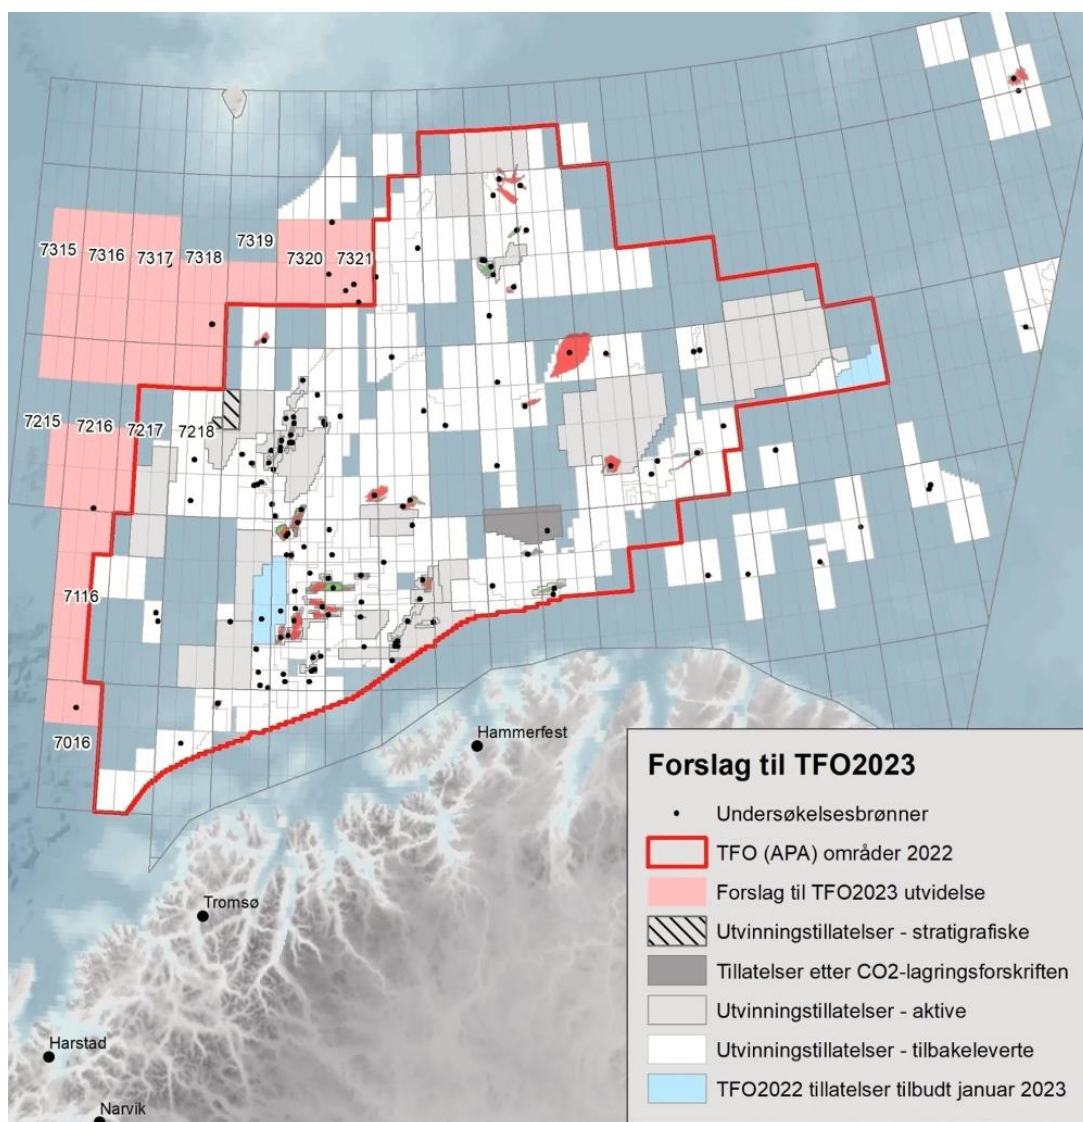 7315
7316
7317
7318
7319
7320
7321
7215
7216
7217
7218
7116
7016
Hammerfest
Tromsø
Harstad
Narvik
Forslag til TFO2023
Undersøkelsesbrønner
TFO (APA) områder 2022
Forslag til TFO2023 utvidelse
Utvinningstillatelser - stratigrafiske
Tillatelser etter CO2-lagringsforskriften
Utvinningstillatelser - aktive
Utvinningstillatelser - tilbakeleverte
TFO2022 tillatelser tilbudt januar 2023